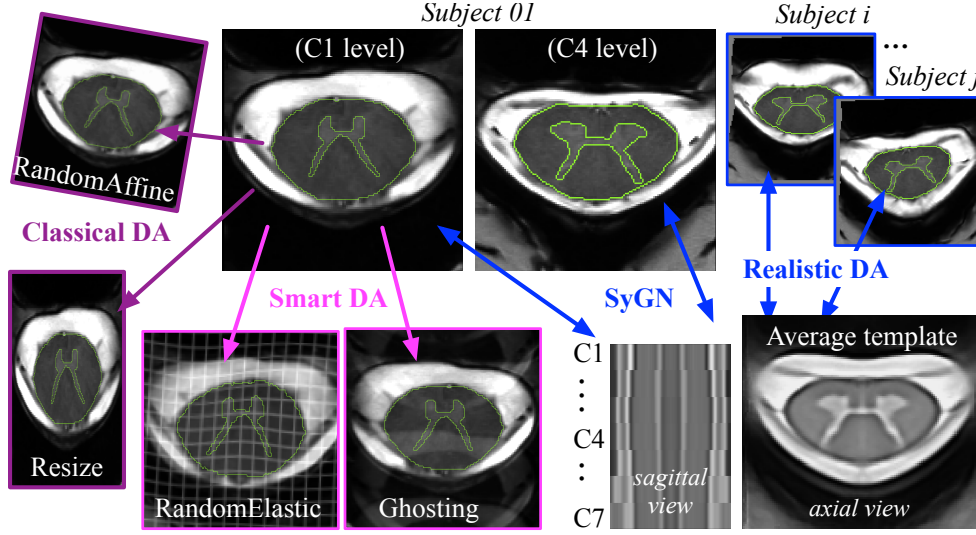 Subject 01
Subject i
...
Subject j
(C1 level)
(C4 level)
RandomAffine
Classical DA
Smart DA
SyGN
Realistic DA
Resize
RandomElastic
Ghosting
C1
C4
C7
sagittal
view
Average template
axial view